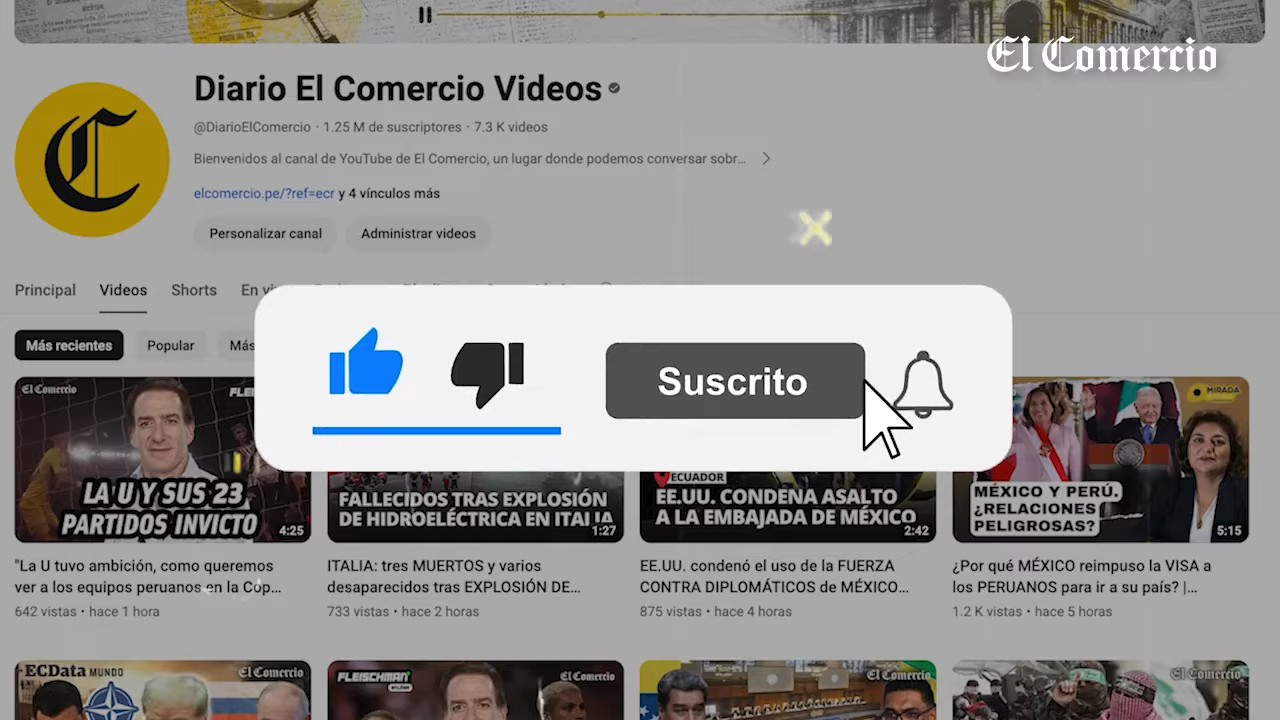 El Comercio
Diario El Comercio Videos
@DiarioElComercio · 1.25 M de suscriptores · 7.3 K videos
Bienvenidos al canal de YouTube de El Comercio, un lugar donde podemos conversar sobr...
elcomercio.pe/?ref=ecr y 4 vínculos más
Personalizar canal
Administrar videos
Principal
Videos
Shorts
En vi
Más recientes
Popular
Más
Suscrito
El Comercio
FLEI
LA U Y SUS 23
PARTIDOS INVICTO
4:25
FALLECIDOS TRAS EXPLOSIÓN
DE HIDROELÉCTRICA EN ITALIA
1:27
ECUADOR
EE.UU. CONDENA ASALTO
A LA EMBAJADA DE MÉXICO
2:42
MIRADA
MÉXICO Y PERÚ.
¿RELACIONES
PELIGROSAS?
5:15
"La U tuvo ambición, como queremos
ver a los equipos peruanos en la Cop...
642 vistas · hace 1 hora
ITALIA: tres MUERTOS y varios
desaparecidos tras EXPLOSIÓN DE...
733 vistas · hace 2 horas
EE.UU. condenó el uso de la FUERZA
CONTRA DIPLOMÁTICOS de MÉXICO...
875 vistas · hace 4 horas
¿Por qué MÉXICO reimpuso la VISA a
los PERUANOS para ir a su país? |...
1.2 K vistas · hace 5 horas
ECData MUNDO
El Comercio
FLEISCHMAN
El Comercio
El Comercio
El Comercio